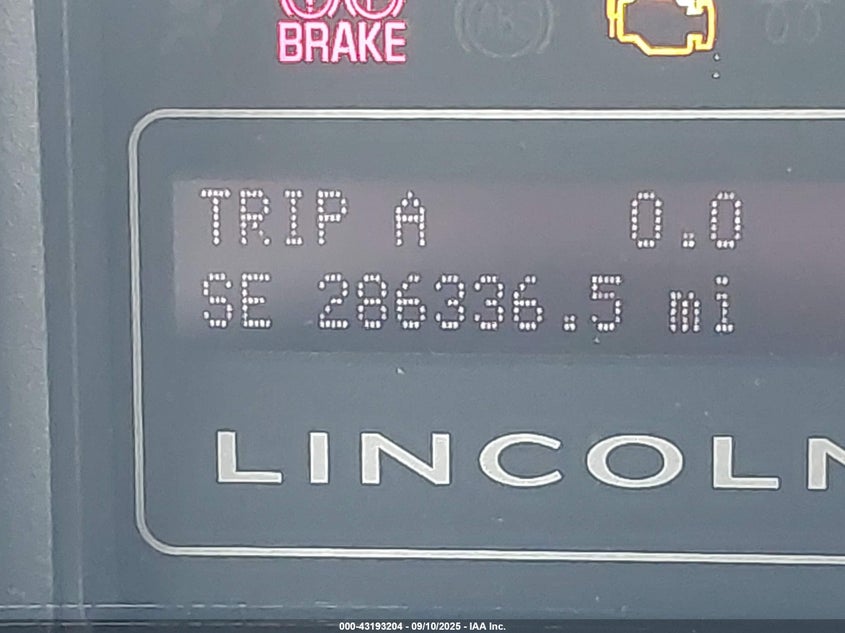 BRAKE
TRIP A 0.0
SE 286336.5 mi
LINCOLN
000-43193204 - 09/10/2025 - IAA Inc.